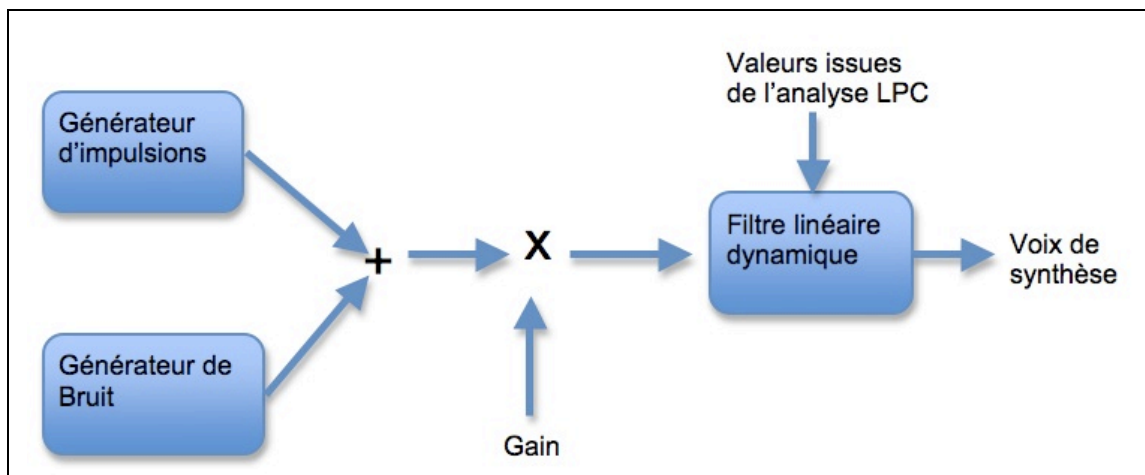 Générateur
d'impulsions
Générateur de
Bruit
+
X
Gain
Valeurs issues
de l'analyse LPC
Filtre linéaire
dynamique
Voix de
synthèse